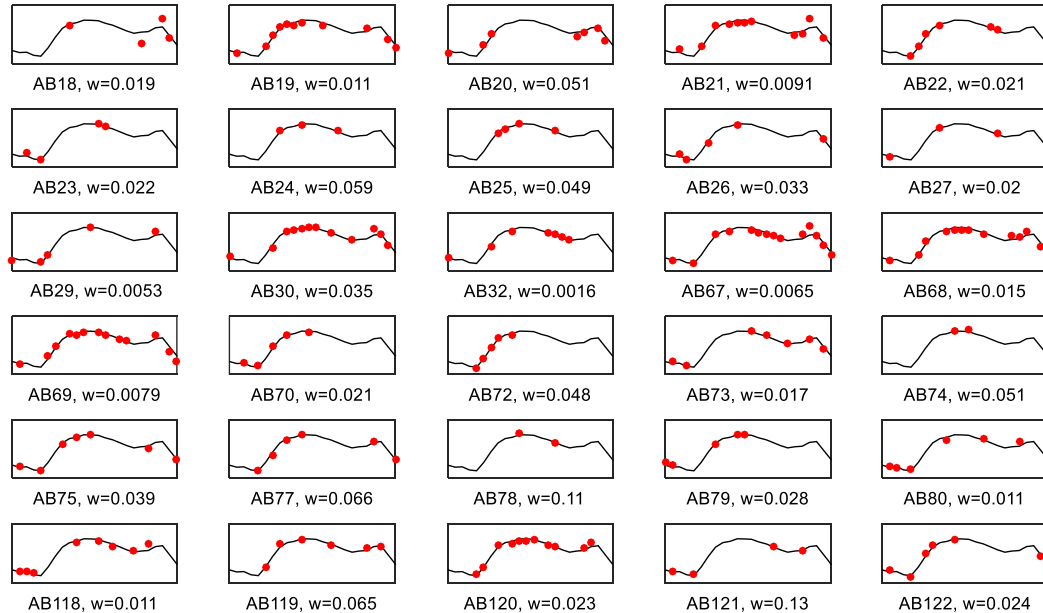 AB18, w=0.019
AB19, w=0.011
AB20, w=0.051
AB21, w=0.0091
AB22, w=0.021
AB23, w=0.022
AB24, w=0.059
AB25, w=0.049
AB26, w=0.033
AB27, w=0.02
AB29, w=0.0053
AB30, w=0.035
AB32, w=0.0016
AB67, w=0.0065
AB68, w=0.015
AB69, w=0.0079
AB70, w=0.021
AB72, w=0.048
AB73, w=0.017
AB74, w=0.051
AB75, w=0.039
AB77, w=0.066
AB78, w=0.11
AB79, w=0.028
AB80, w=0.011
AB118, w=0.011
AB119, w=0.065
AB120, w=0.023
AB121, w=0.13
AB122, w=0.024